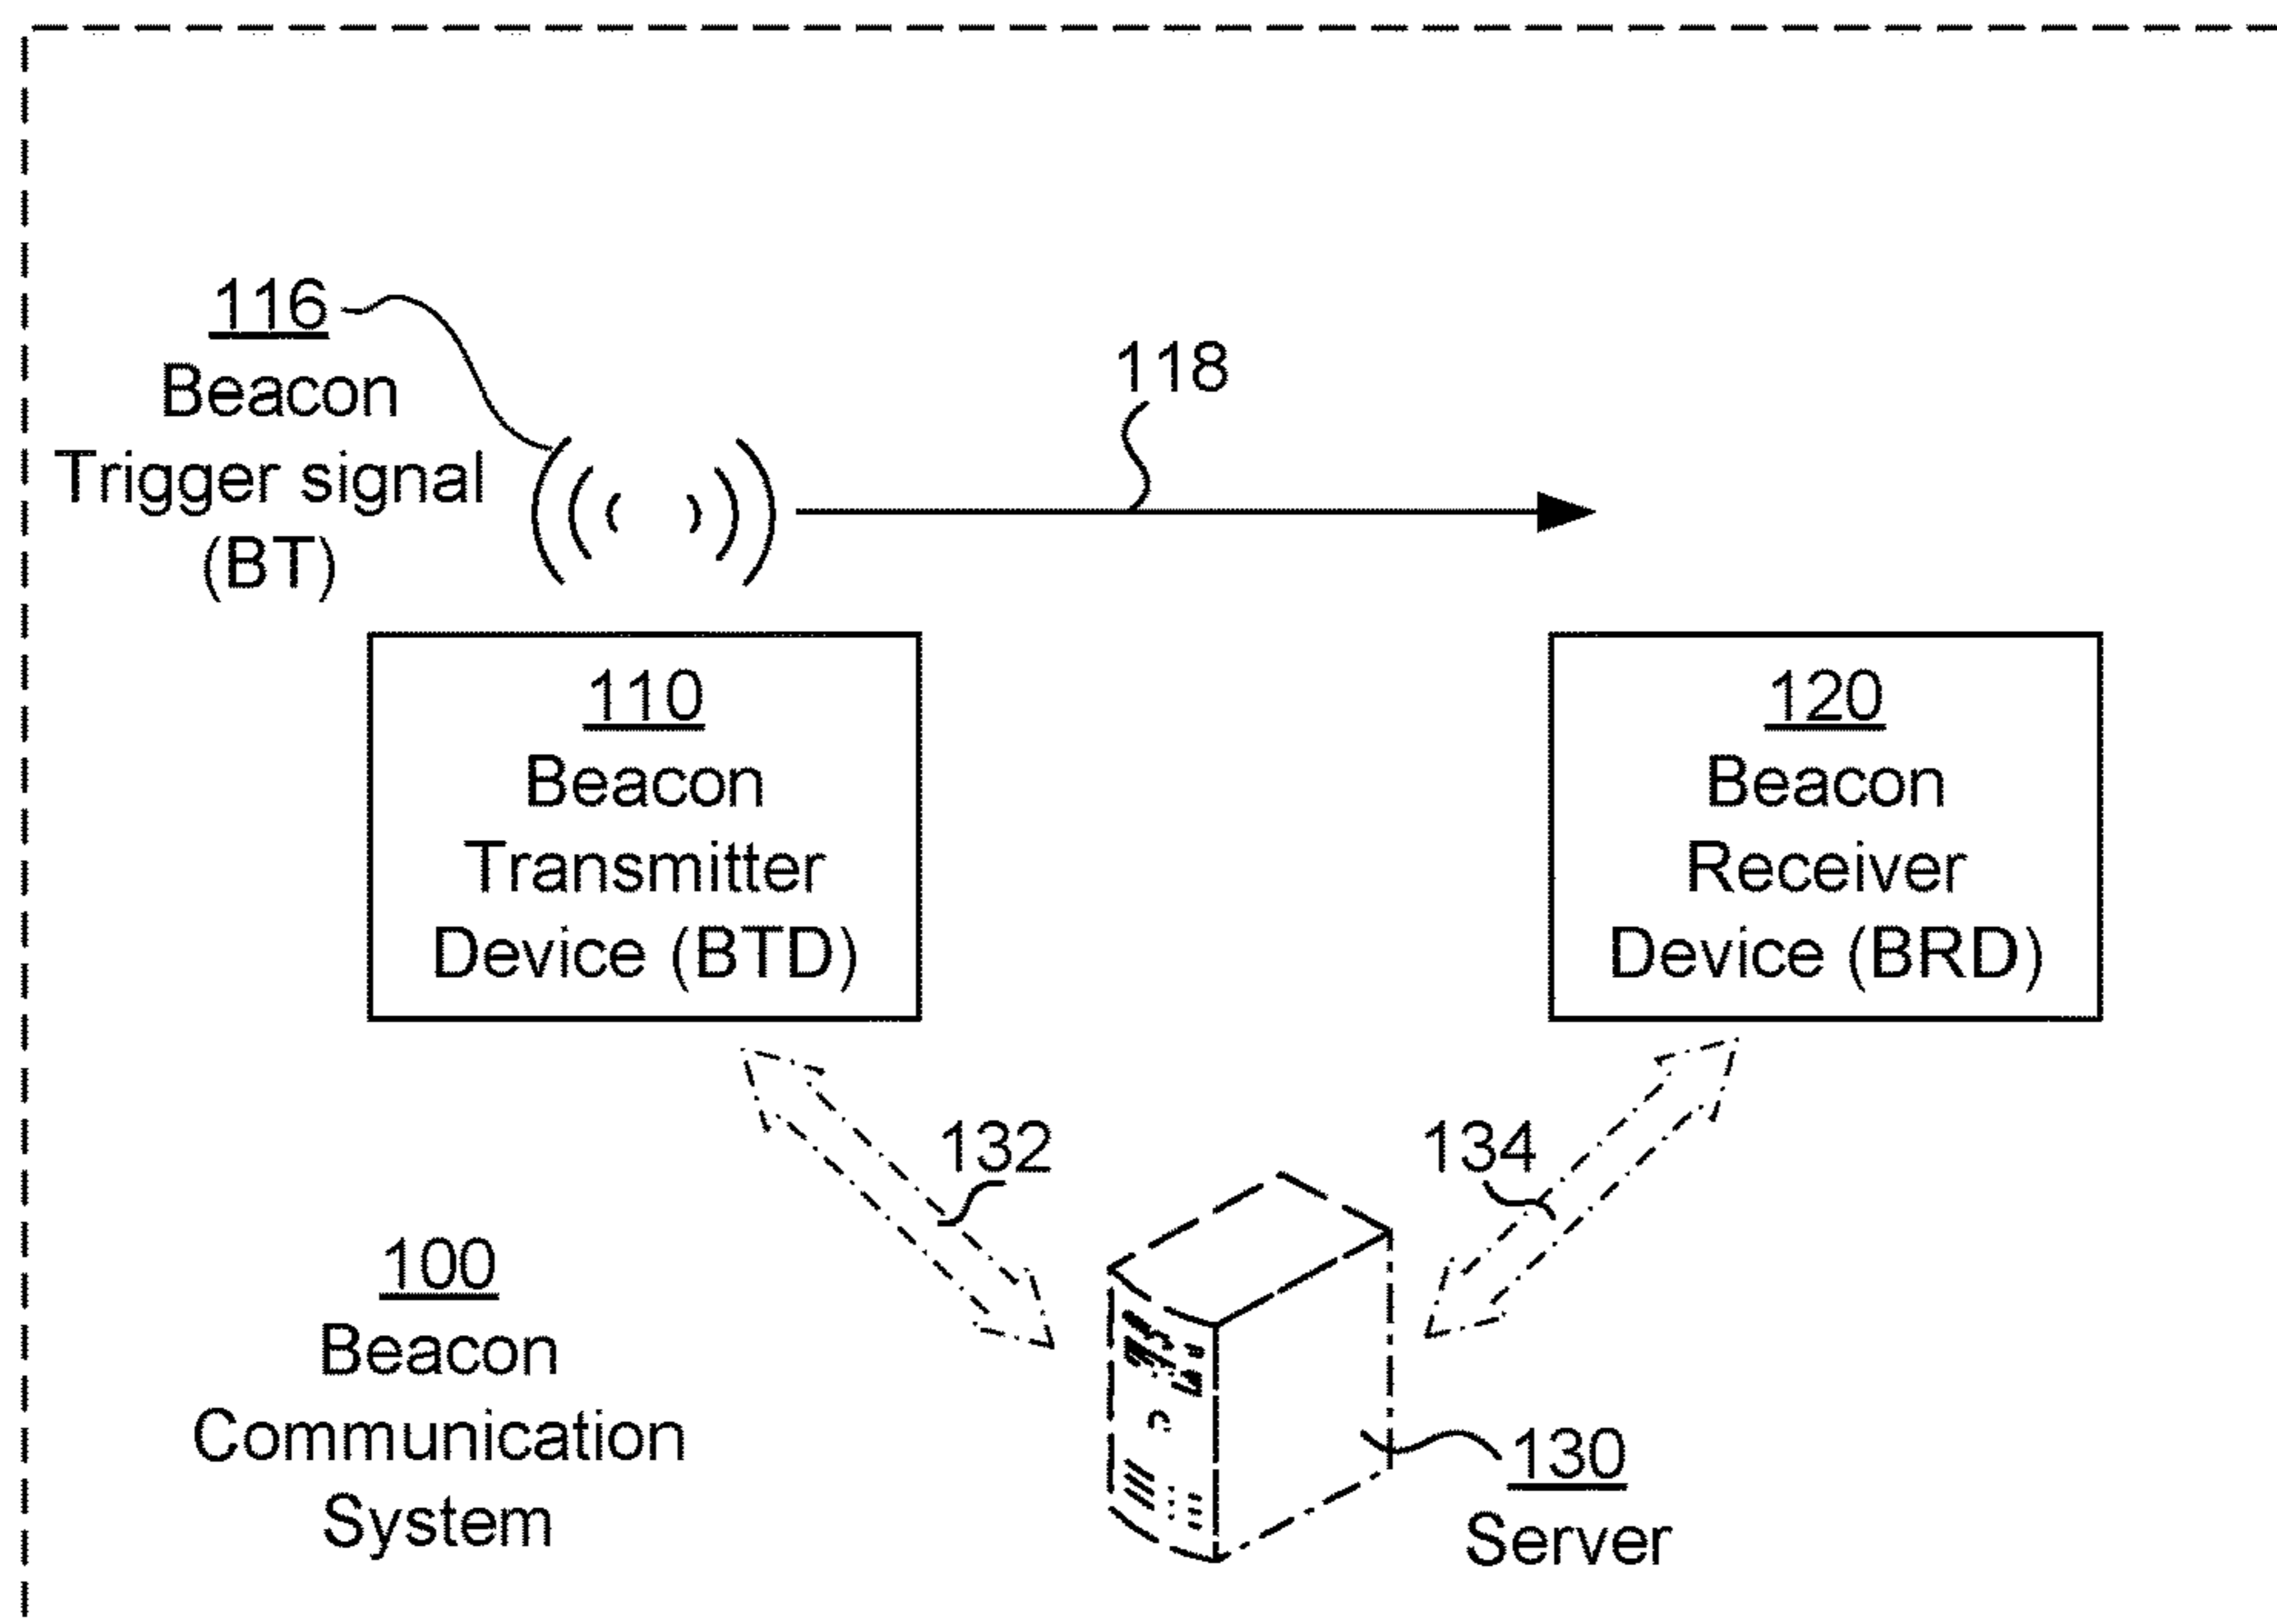 116
Beacon
Trigger signal
(BT)
118
110
Beacon
Transmitter
Device (BTD)
120
Beacon
Receiver
Device (BRD)
132
134
100
Beacon
Communication
System
130
Server